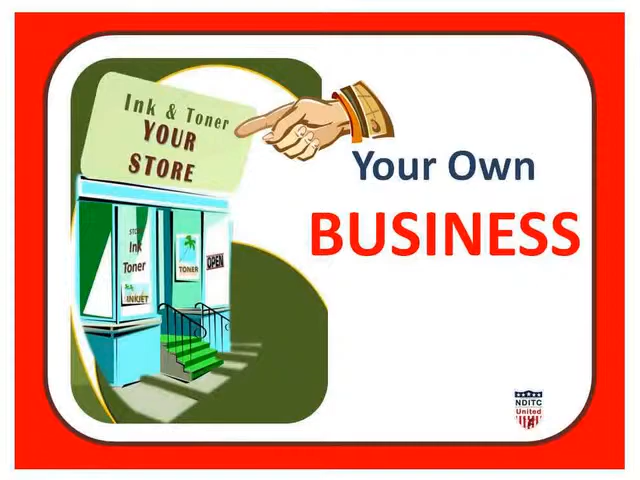 Ink & Toner
YOUR
STORE
Your Own
BUSINESS
Ink
Toner
INKJET
TONER
OPEN
NDITC
United